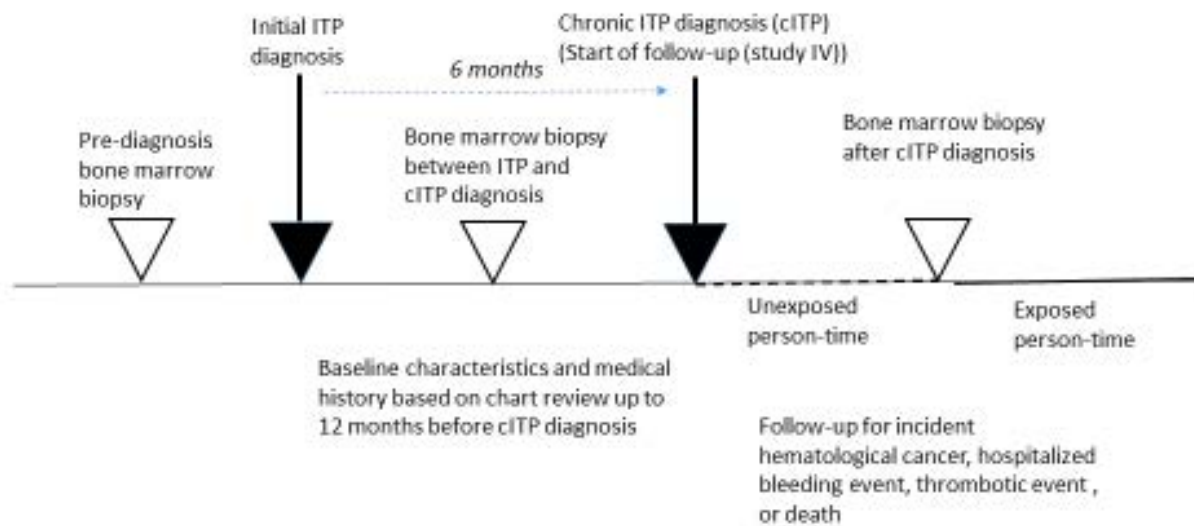 Initial ITP
diagnosis
Chronic ITP diagnosis (cITP)
(Start of follow-up (study IV))
6 months
Pre-diagnosis
bone marrow
biopsy
Bone marrow biopsy
between ITP and
cITP diagnosis
Bone marrow biopsy
after cITP diagnosis
Unexposed
person-time
Exposed
person-time
Baseline characteristics and medical
history based on chart review up to
12 months before cITP diagnosis
Follow-up for incident
hematological cancer, hospitalized
bleeding event, thrombotic event ,
or death